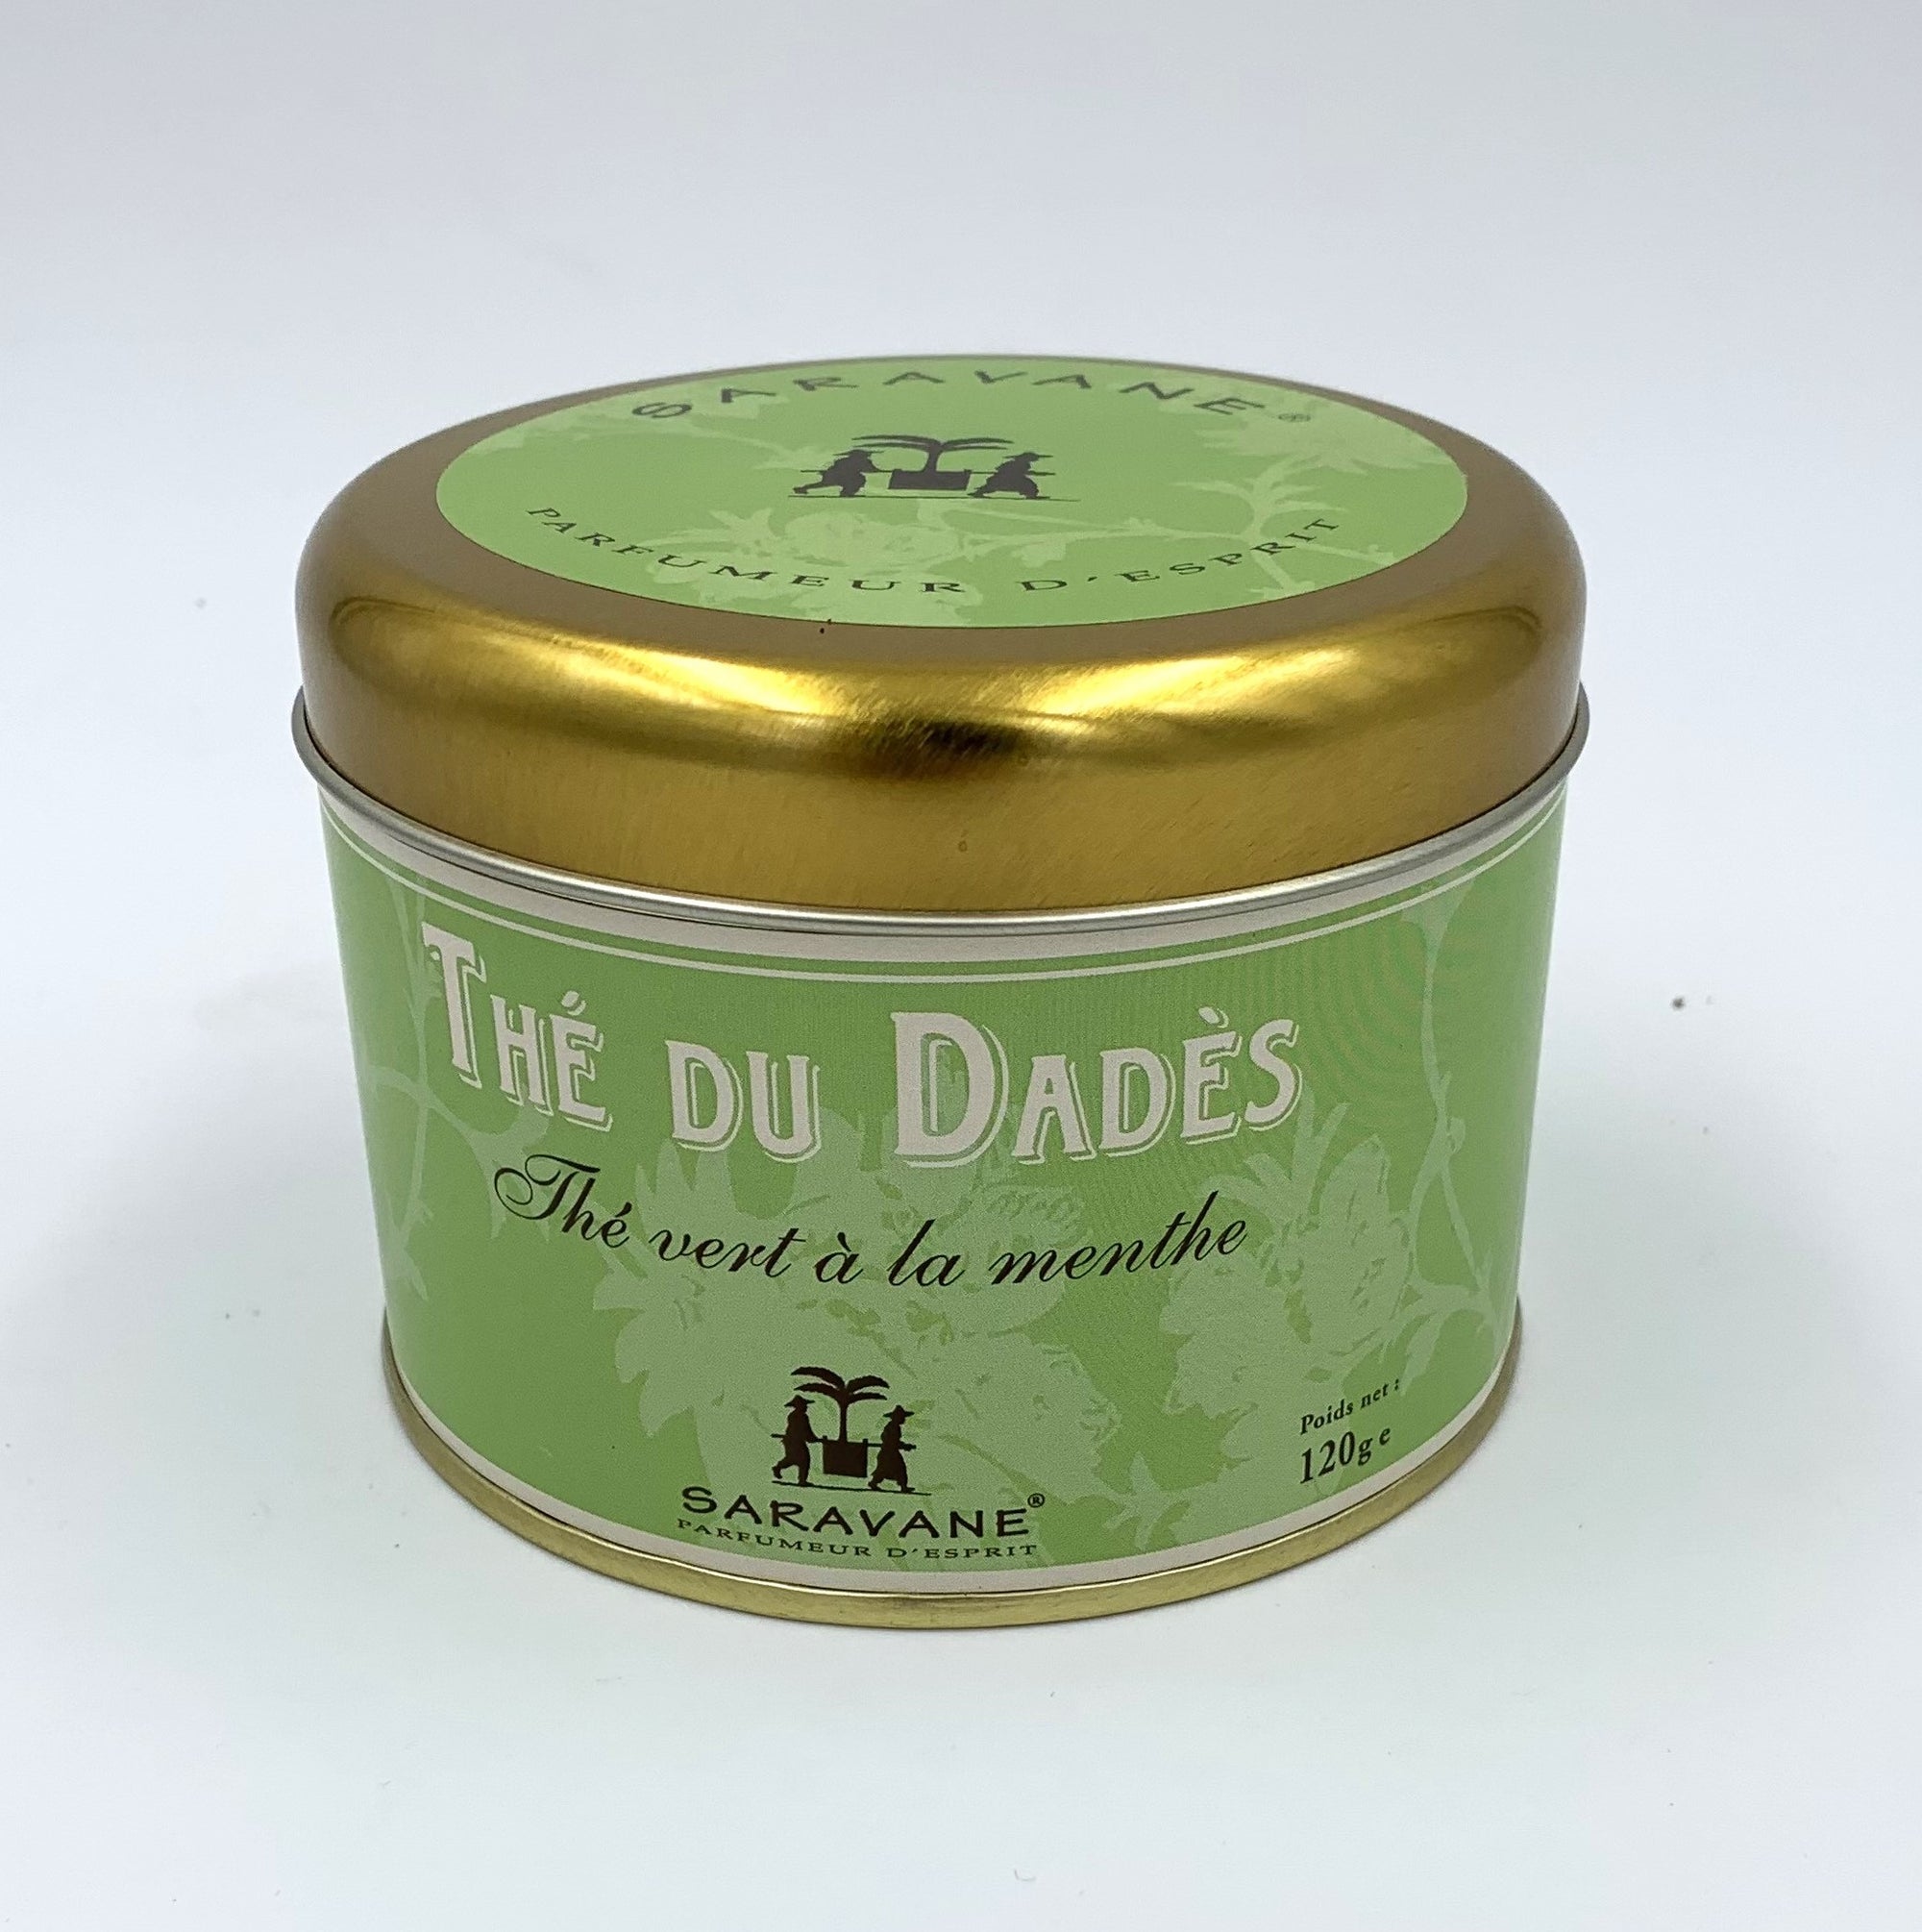 SARAVANE®
PARFUMEUR D'ESPRIT
THÉ DU DADÈS
Thé vert à la menthe
Poids net :
120g e
SARAVANE®
PARFUMEUR D'ESPRIT